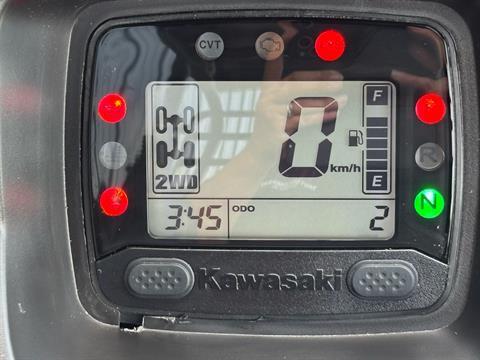 CVT
F
0
km/h
2WD
E
R
N
3:45 ODO 2
Kawasaki